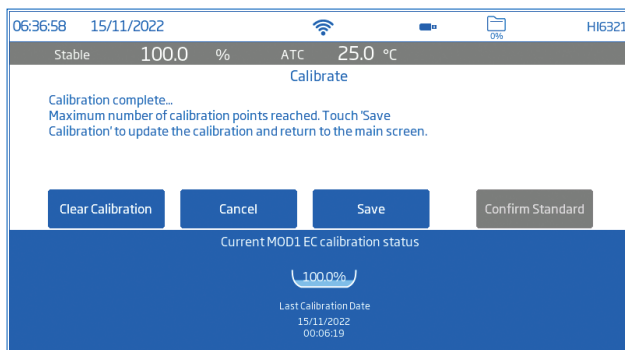 06:36:58 15/11/2022 0% HI6321
Stable 100.0 % ATC 25.0 °C
Calibrate
Calibration complete...
Maximum number of calibration points reached. Touch 'Save
Calibration' to update the calibration and return to the main screen.
Clear Calibration Cancel Save Confirm Standard
Current MOD1 EC calibration status
100.0%
Last Calibration Date
15/11/2022
00:06:19